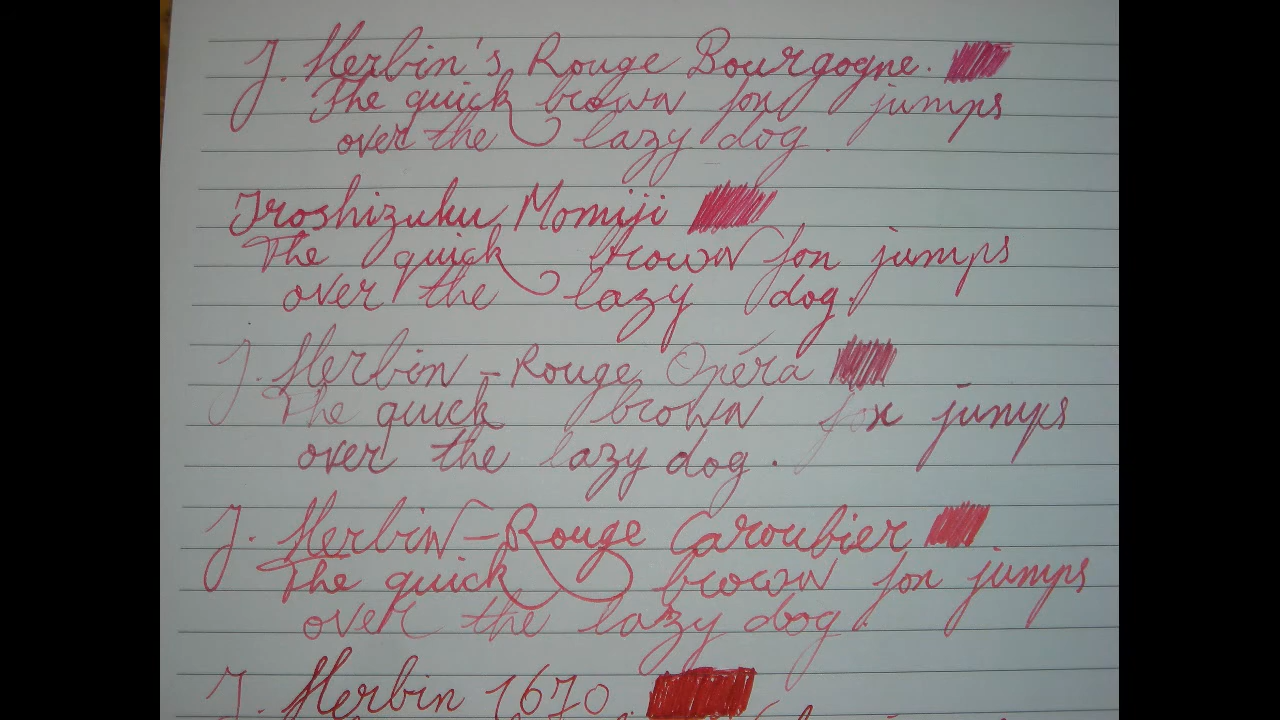 J. Herbin's Rouge Bourgogne.
The quick brown fox jumps
over the lazy dog.
Iroshizuku Momiji
The quick brown fox jumps
over the lazy dog.
J. Herbin - Rouge Opéra
The quick brown fox jumps
over the lazy dog.
J. Herbin - Rouge Caroubier
The quick brown fox jumps
over the lazy dog.
J. Herbin 1670